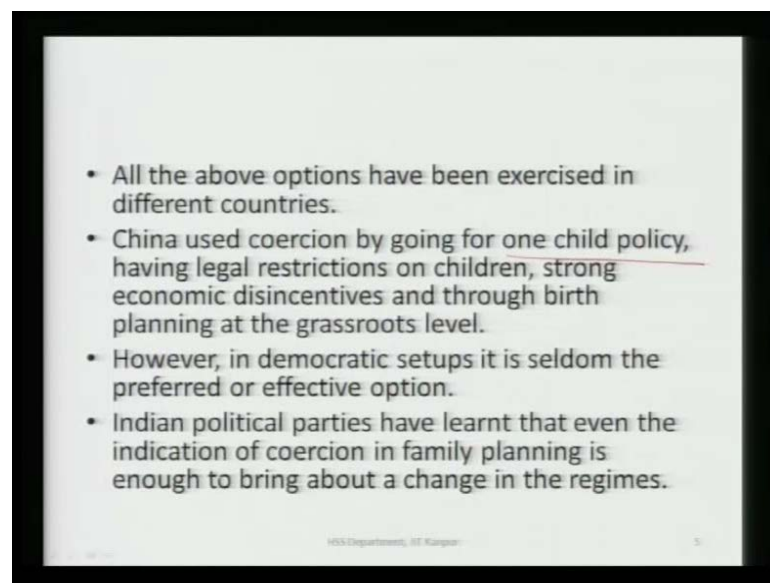 • All the above options have been exercised in
different countries.
• China used coercion by going for one child policy,
having legal restrictions on children, strong
economic disincentives and through birth
planning at the grassroots level.
• However, in democratic setups it is seldom the
preferred or effective option.
• Indian political parties have learnt that even the
indication of coercion in family planning is
enough to bring about a change in the regimes.
HSS Department, IIT Kanpur
5